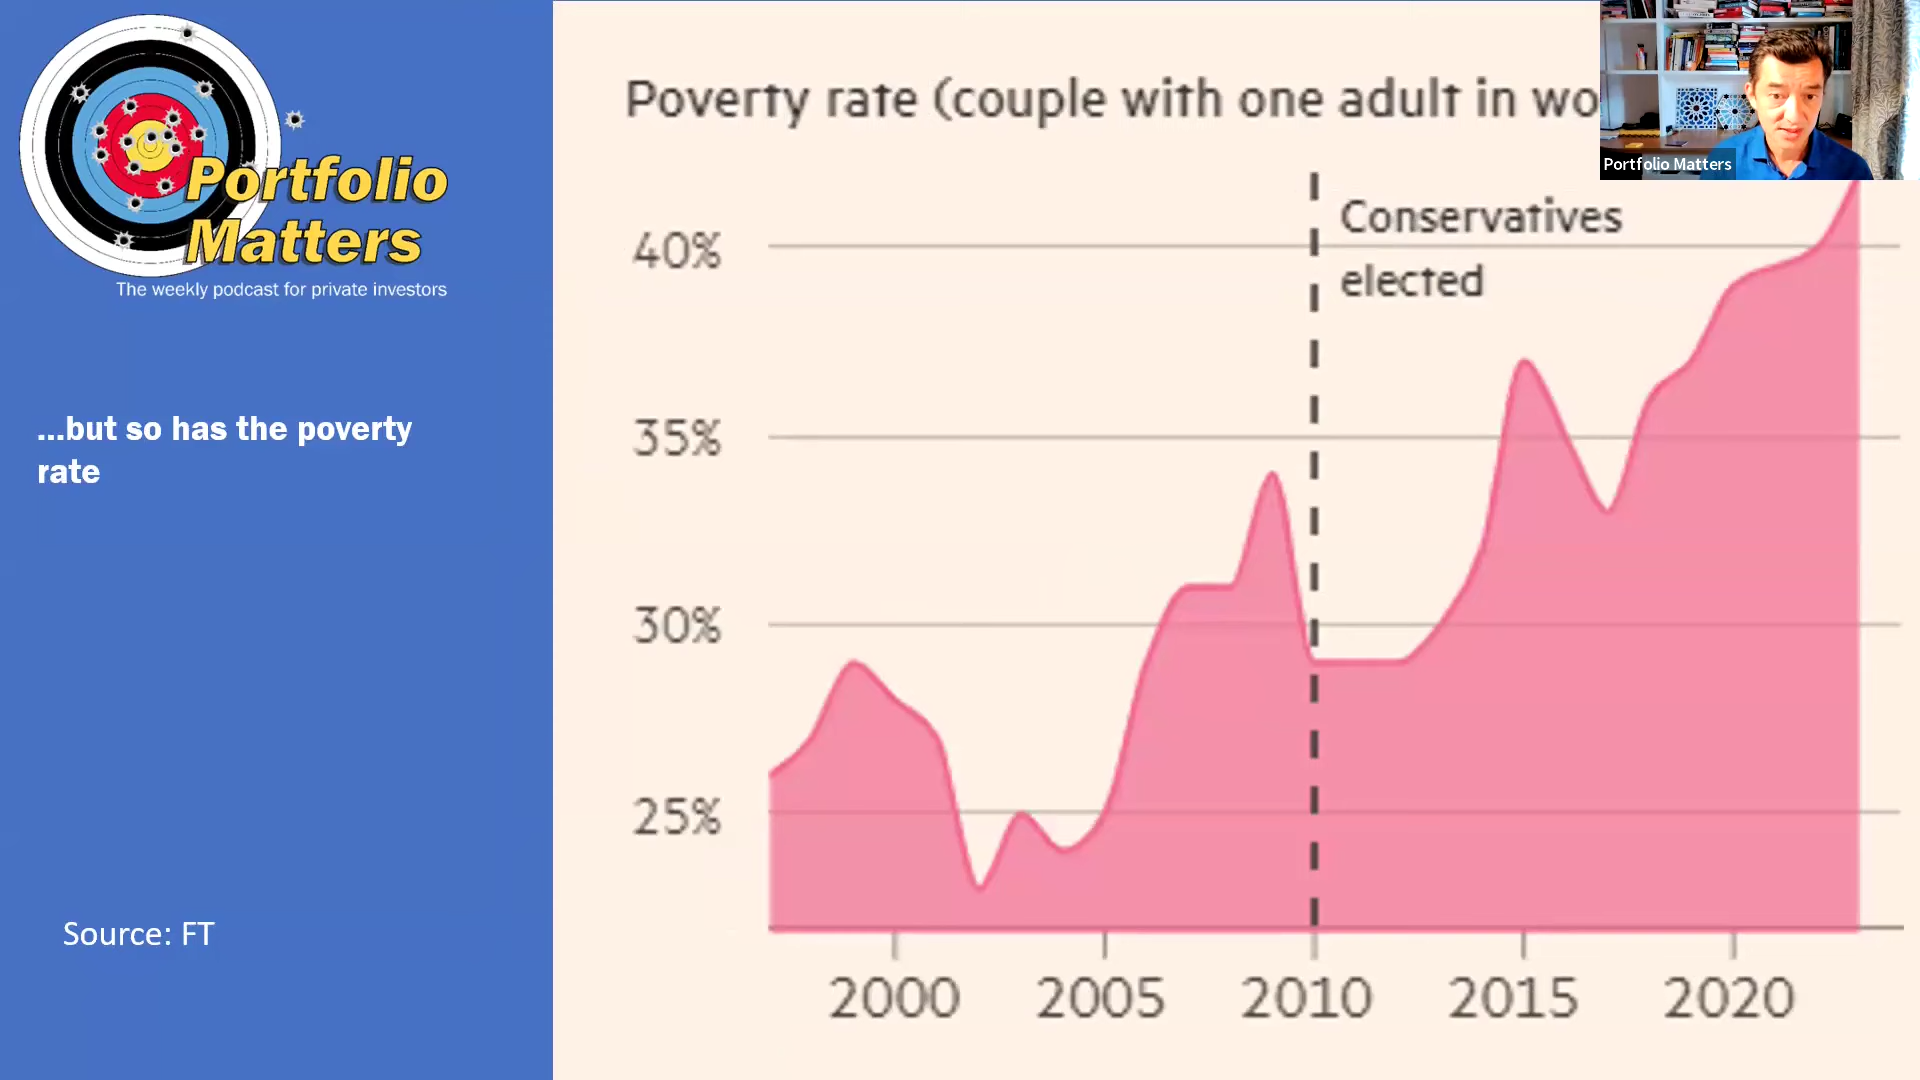 Portfolio
Matters
The weekly podcast for private investors
...but so has the poverty
rate
Source: FT
Poverty rate (couple with one adult in
Portfolio Matters
Conservatives
elected
40%
35%
30%
25%
2000 2005 2010 2015 2020